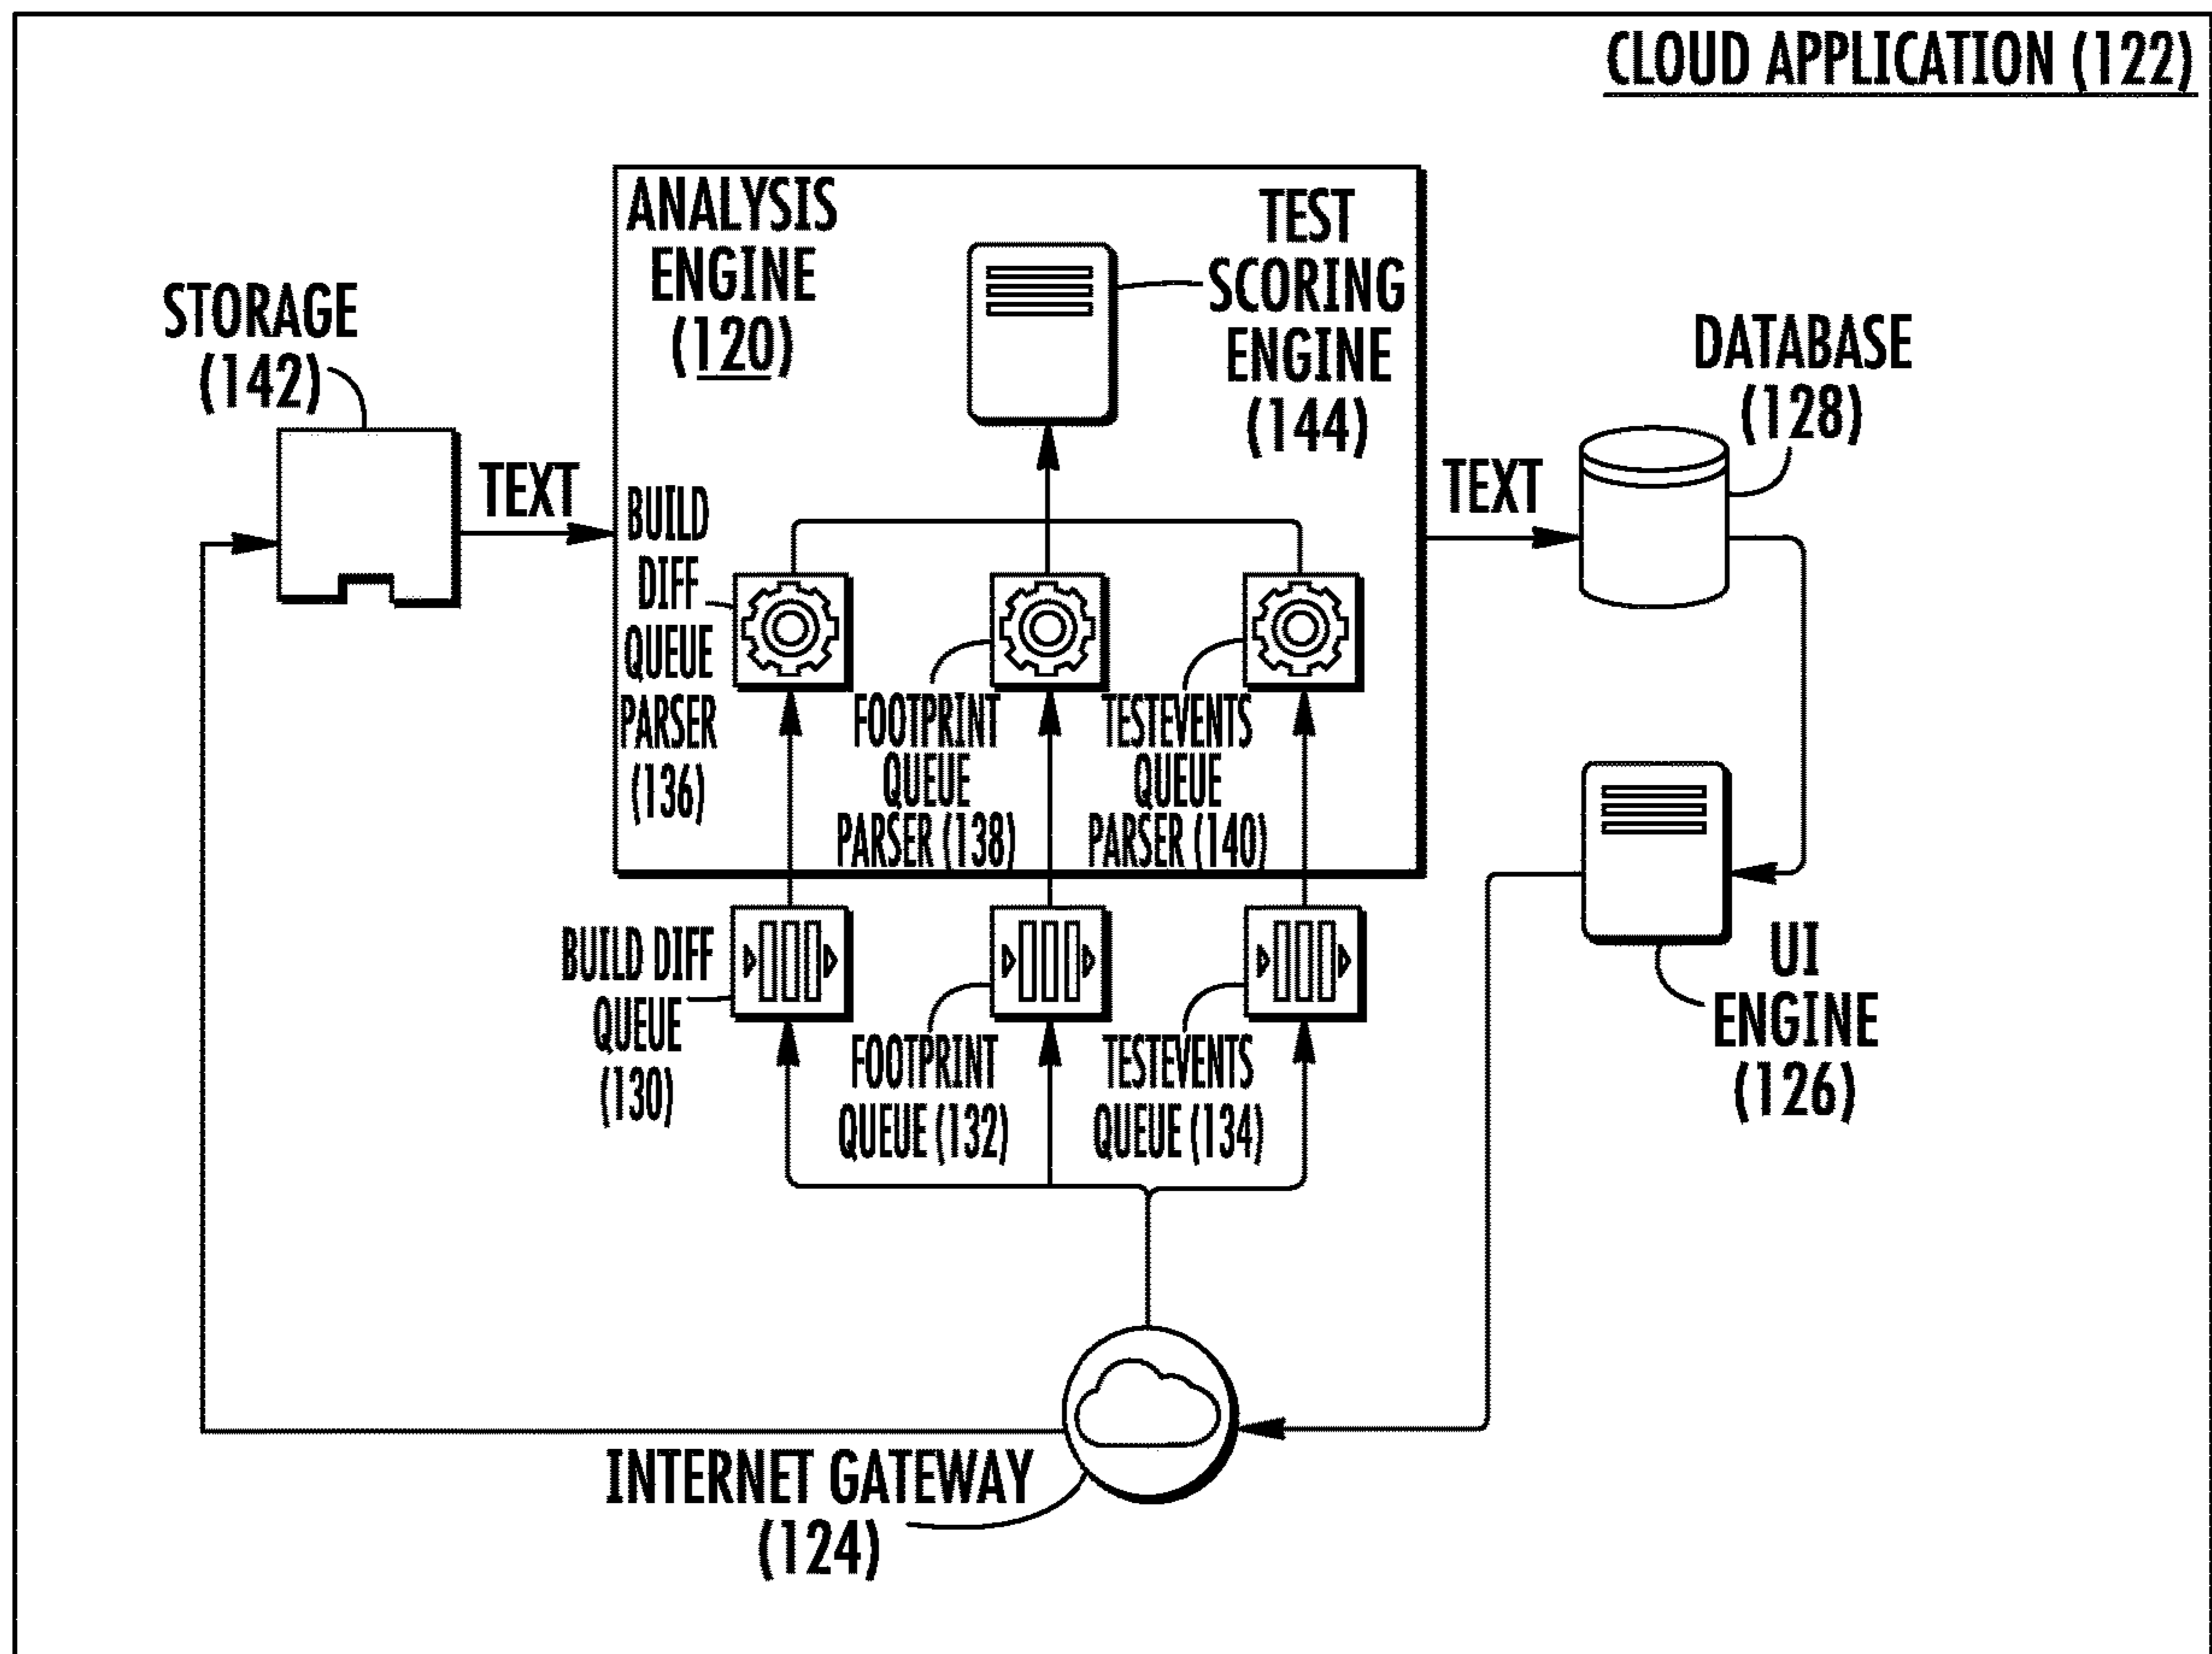 CLOUD APPLICATION (122)
ANALYSIS
ENGINE
(120)
TEST
SCORING
ENGINE
(144)
STORAGE
(142)
DATABASE
(128)
TEXT
TEXT
BUILD
DIFF
QUEUE
PARSER
(136)
FOOTPRINT
QUEUE
PARSER (138)
TESTEVENTS
QUEUE
PARSER (140)
BUILD DIFF
QUEUE
(130)
FOOTPRINT
QUEUE (132)
TESTEVENTS
QUEUE (134)
UI
ENGINE
(126)
INTERNET GATEWAY
(124)